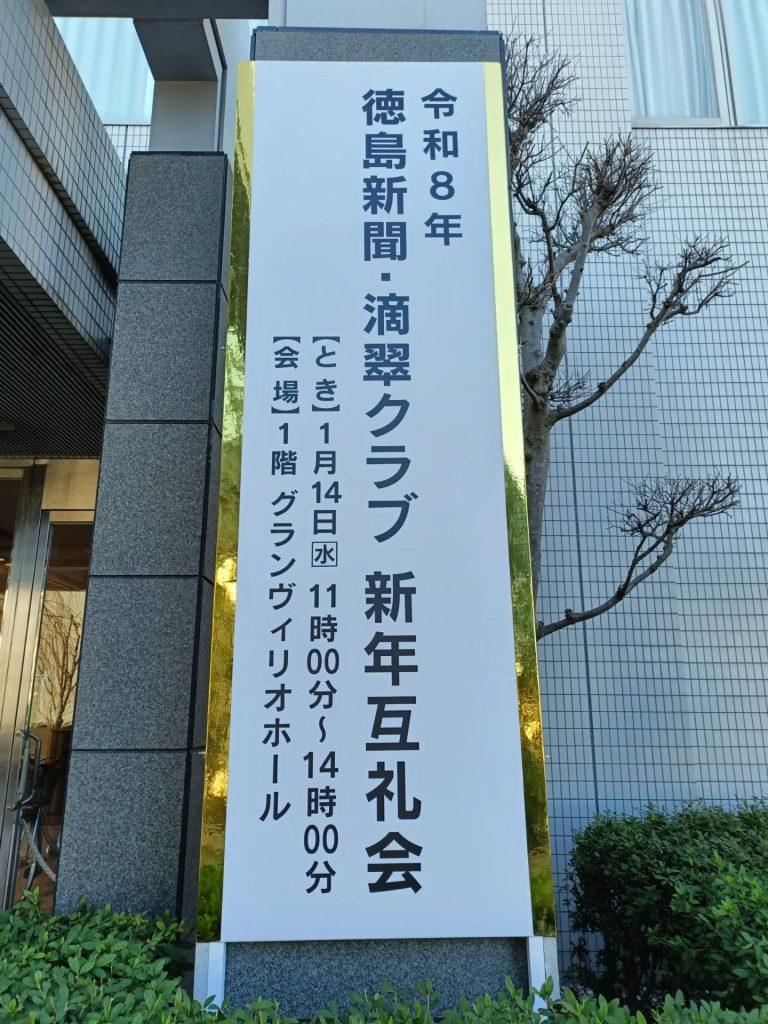 令和8年
徳島新聞・滴翠クラブ 新年互礼会
【とき】1月14日㊌ 11時00分～14時00分
【会場】1階 グランヴィリオホール